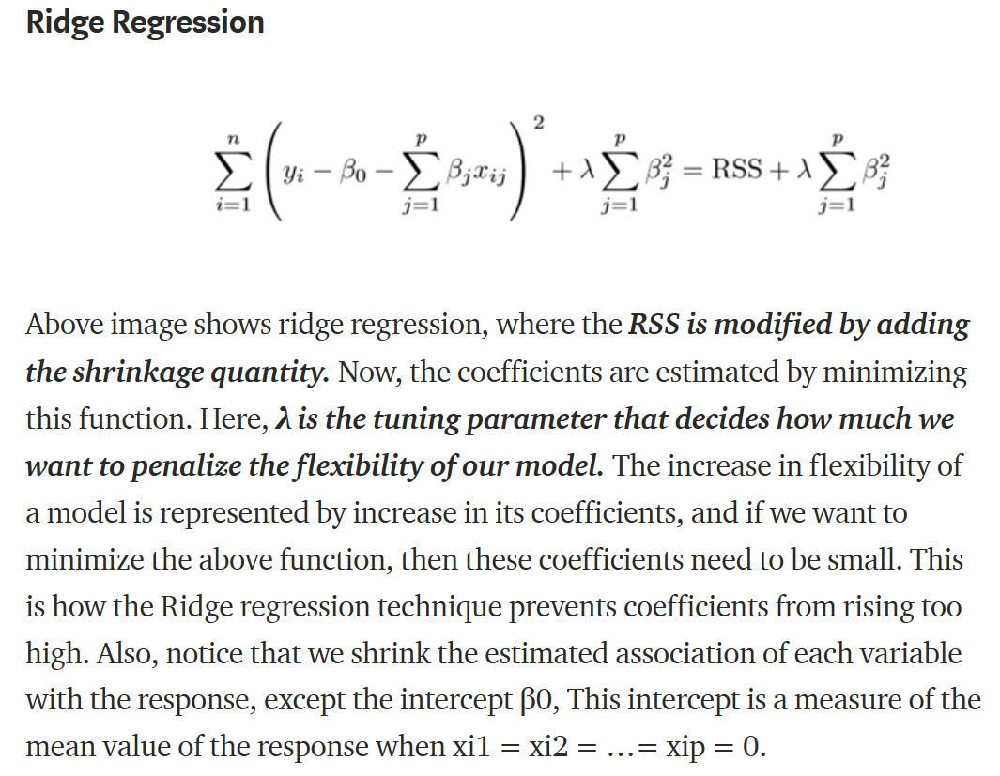 Ridge Regression
$$\sum_{i=1}^{n} \left( y_i - \beta_0 - \sum_{j=1}^{p} \beta_j x_{ij} \right)^2 + \lambda \sum_{j=1}^{p} \beta_j^2 = \text{RSS} + \lambda \sum_{j=1}^{p} \beta_j^2$$
Above image shows ridge regression, where the RSS is modified by adding
the shrinkage quantity. Now, the coefficients are estimated by minimizing
this function. Here, λ is the tuning parameter that decides how much we
want to penalize the flexibility of our model. The increase in flexibility of
a model is represented by increase in its coefficients, and if we want to
minimize the above function, then these coefficients need to be small. This
is how the Ridge regression technique prevents coefficients from rising too
high. Also, notice that we shrink the estimated association of each variable
with the response, except the intercept β0, This intercept is a measure of the
mean value of the response when xi1 = xi2 = …= xip = 0.